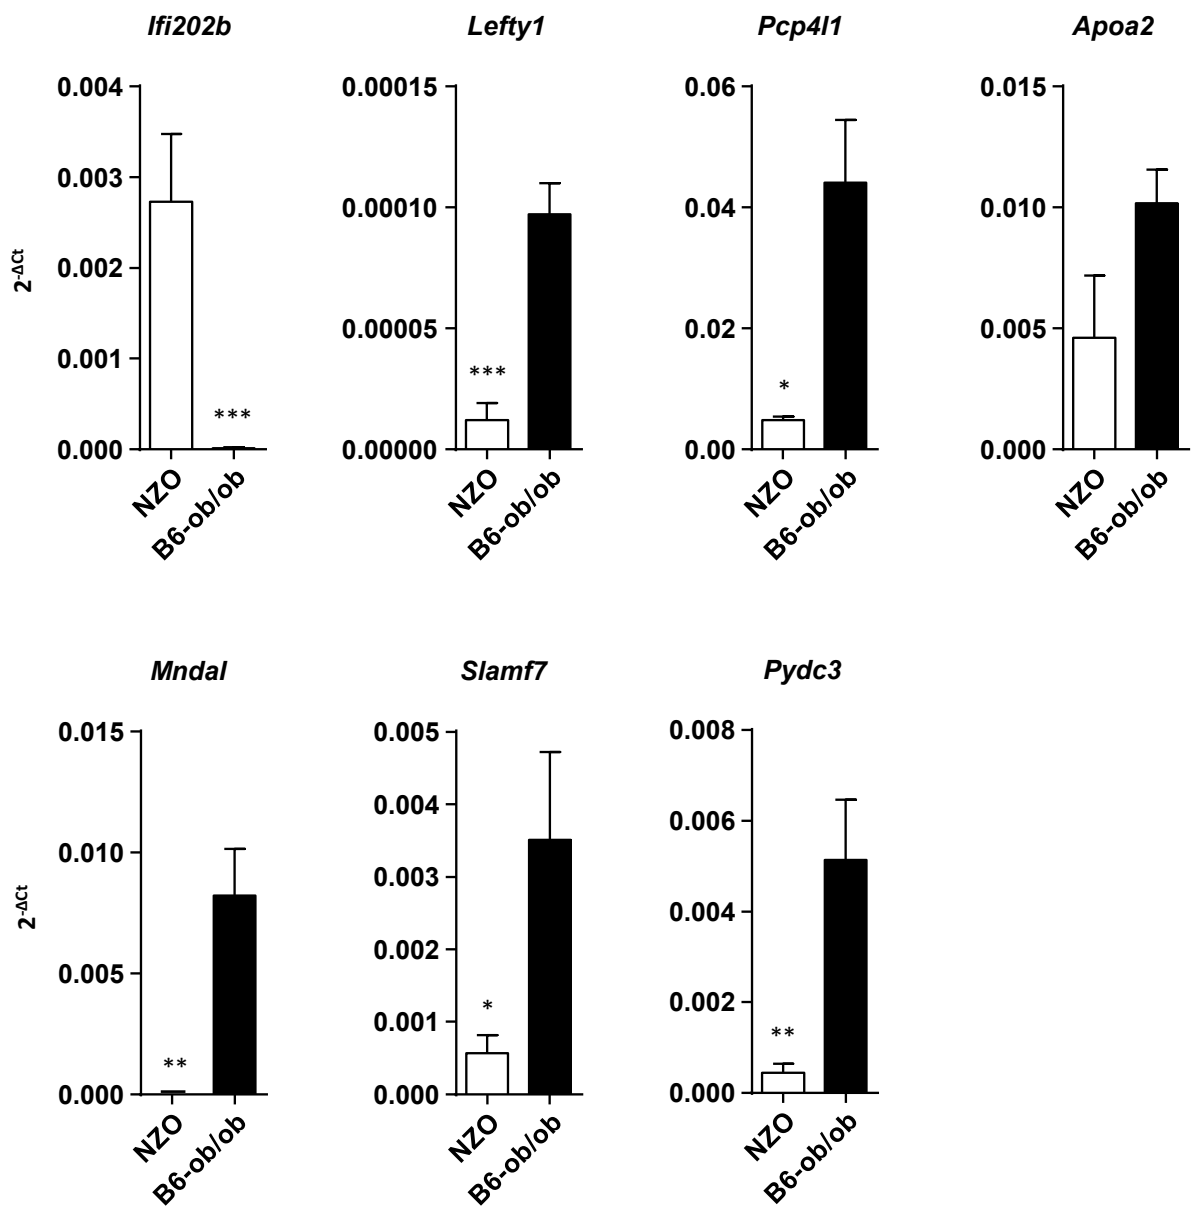 Ifi202b
0.004
0.003
0.002
0.001
0.000
2-ΔCt
***
NZO
B6-ob/ob
Lefty1
0.00015
0.00010
0.00005
0.00000
***
NZO
B6-ob/ob
Pcp4l1
0.06
0.04
0.02
0.00
*
NZO
B6-ob/ob
Apoa2
0.015
0.010
0.005
0.000
NZO
B6-ob/ob
Mndal
0.015
0.010
0.005
0.000
2-ΔCt
**
NZO
B6-ob/ob
Slamf7
0.005
0.004
0.003
0.002
0.001
0.000
*
NZO
B6-ob/ob
Pydc3
0.008
0.006
0.004
0.002
0.000
**
NZO
B6-ob/ob